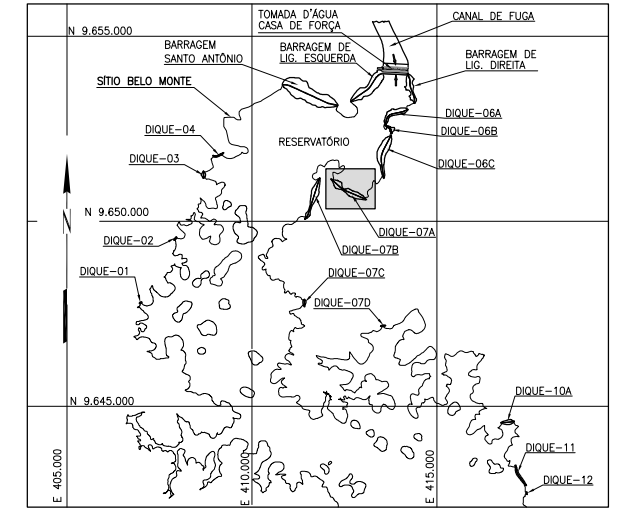 TOMADA D'ÁGUA
CASA DE FORÇA
CANAL DE FUGA
N 9.655.000
BARRAGEM
SANTO ANTÔNIO
BARRAGEM DE
LIG. ESQUERDA
BARRAGEM DE
LIG. DIREITA
SÍTIO BELO MONTE
DIQUE-06A
DIQUE-06B
DIQUE-04
RESERVATÓRIO
DIQUE-03
DIQUE-06C
N
N 9.650.000
DIQUE-07A
DIQUE-02
DIQUE-07B
DIQUE-01
DIQUE-07C
DIQUE-07D
DIQUE-10A
N 9.645.000
DIQUE-11
DIQUE-12
E 405.000
E 410.000
E 415.000